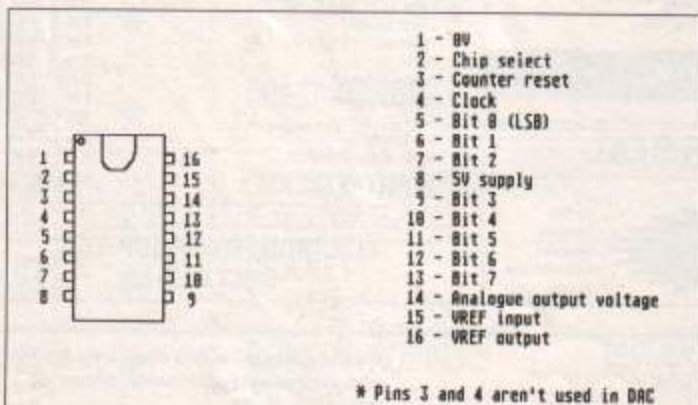 1 - 0V
2 - Chip select
3 - Counter reset
4 - Clock
5 - Bit 0 (LSB)
6 - Bit 1
7 - Bit 2
8 - 5V supply
9 - Bit 3
10 - Bit 4
11 - Bit 5
12 - Bit 6
13 - Bit 7
14 - Analogue output voltage
15 - VREF input
16 - VREF output
1 16
2 15
3 14
4 13
5 12
6 11
7 10
8 9
* Pins 3 and 4 aren't used in DAC